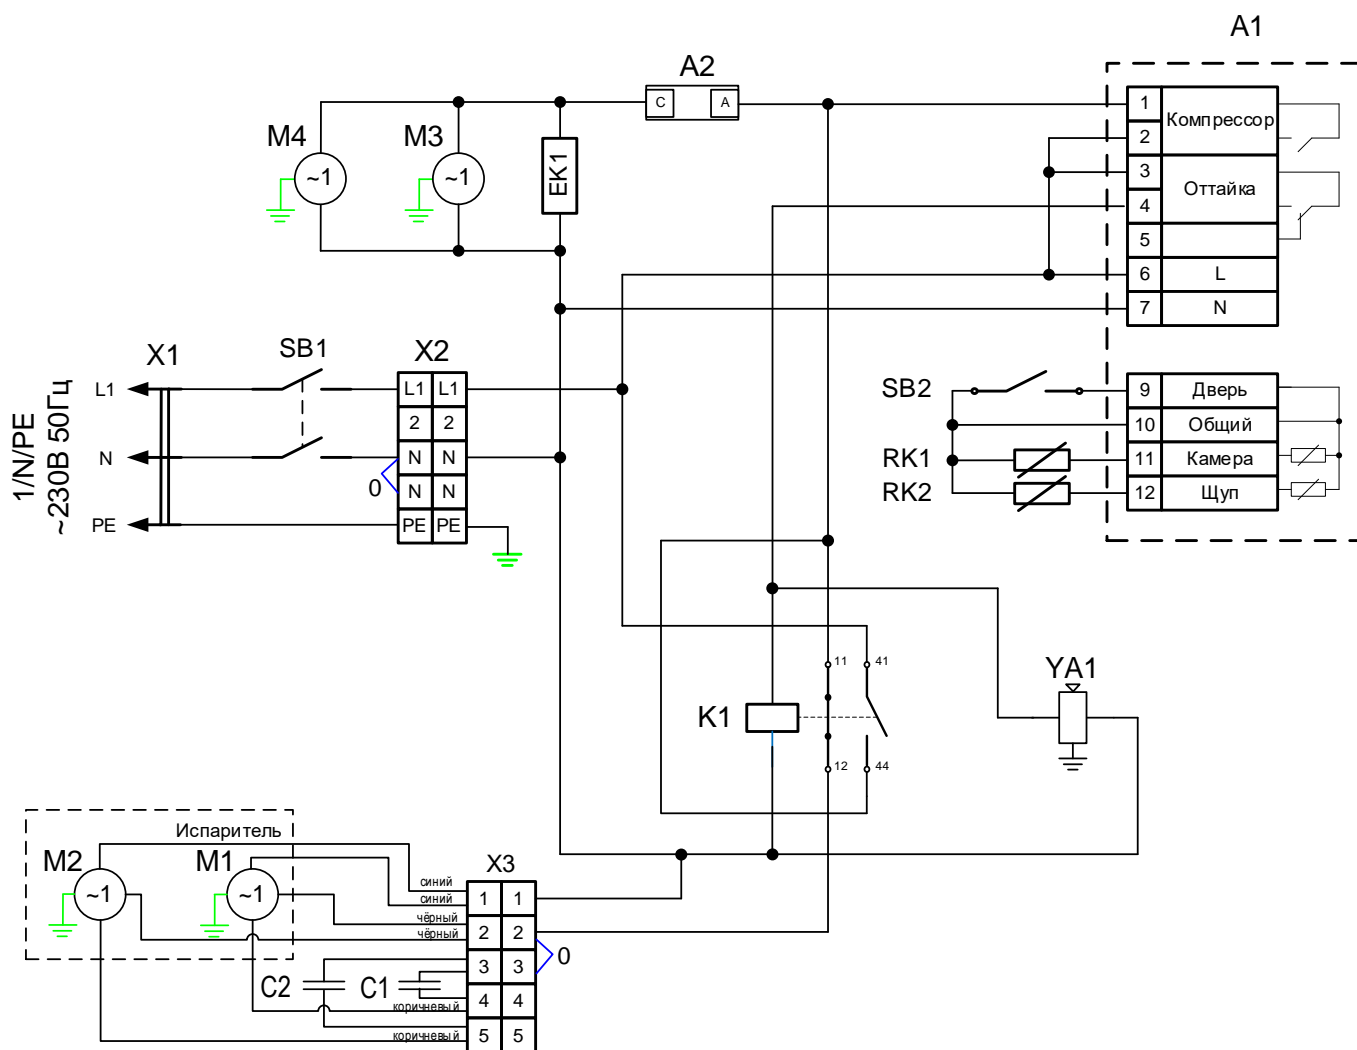 A1
A2
C
A
1
Компрессор
2
3
Оттайка
4
5
6
L
7
N
M4
~1
M3
~1
EK1
1/N/PE
~230В 50Гц
X1
SB1
X2
L1
L1
L1
2
2
N
N
N
0
N
N
PE
PE
PE
SB2
9
Дверь
10
Общий
RK1
11
Камера
RK2
12
Щуп
K1
11
41
12
44
YA1
Испаритель
M2
~1
M1
~1
X3
синий
синий
чёрный
чёрный
коричневый
коричневый
1
1
2
2
3
3
0
4
4
5
5
C2
C1